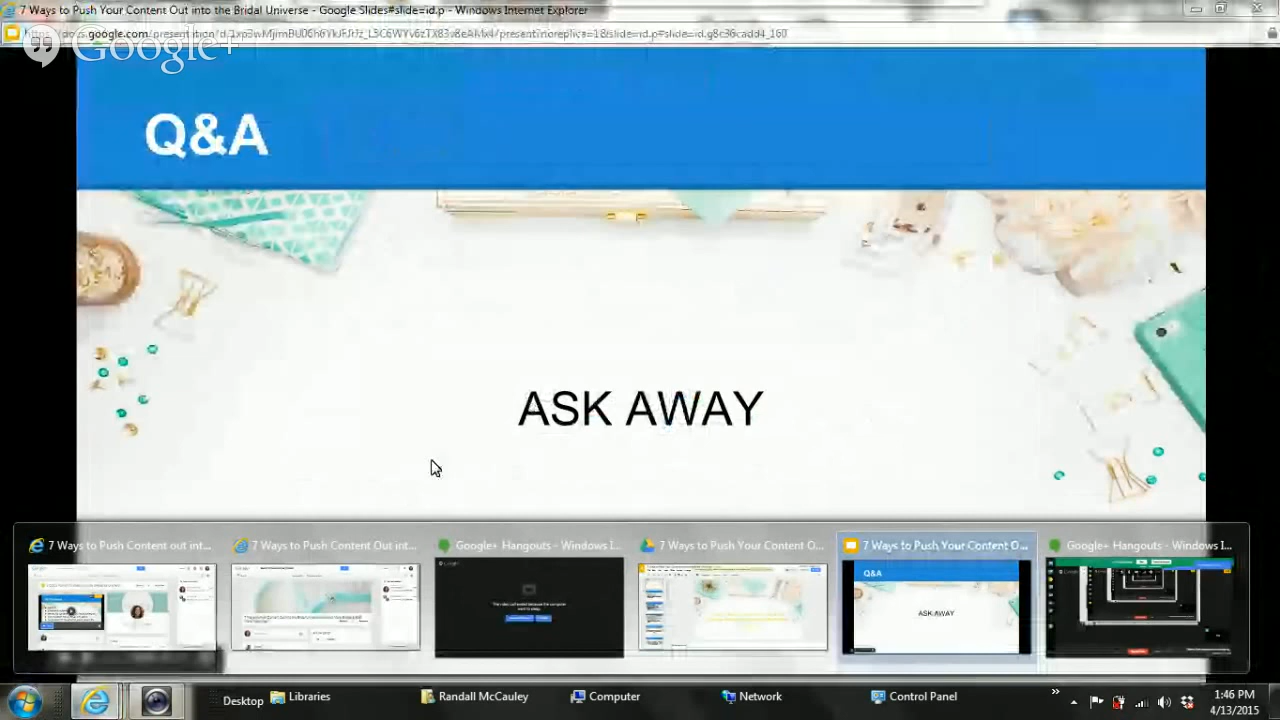 7 Ways to Push Your Content Out into the Bridal Universe - Google Slides#slide=id.p - Windows Internet Explorer
Google+
Q&A
ASK AWAY
7 Ways to Push Content out int...
7 Ways to Push Content Out int...
Google+ Hangouts - Windows I...
7 Ways to Push Your Content O...
7 Ways to Push Your Content O...
Google+ Hangouts - Windows I...
Q&A
ASK AWAY
Desktop
Libraries
Randall McCauley
Computer
Network
Control Panel
1:46 PM
4/13/2015